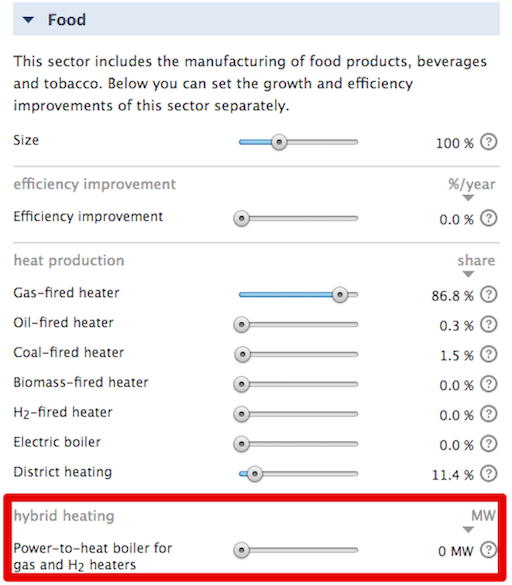 Food
This sector includes the manufacturing of food products, beverages
and tobacco. Below you can set the growth and efficiency
improvements of this sector separately.
Size 100 % ?
efficiency improvement %/year
Efficiency improvement 0.0 % ?
heat production share
Gas-fired heater 86.8 % ?
Oil-fired heater 0.3 % ?
Coal-fired heater 1.5 % ?
Biomass-fired heater 0.0 % ?
H2-fired heater 0.0 % ?
Electric boiler 0.0 % ?
District heating 11.4 % ?
hybrid heating MW
Power-to-heat boiler for 0 MW ?
gas and H2 heaters